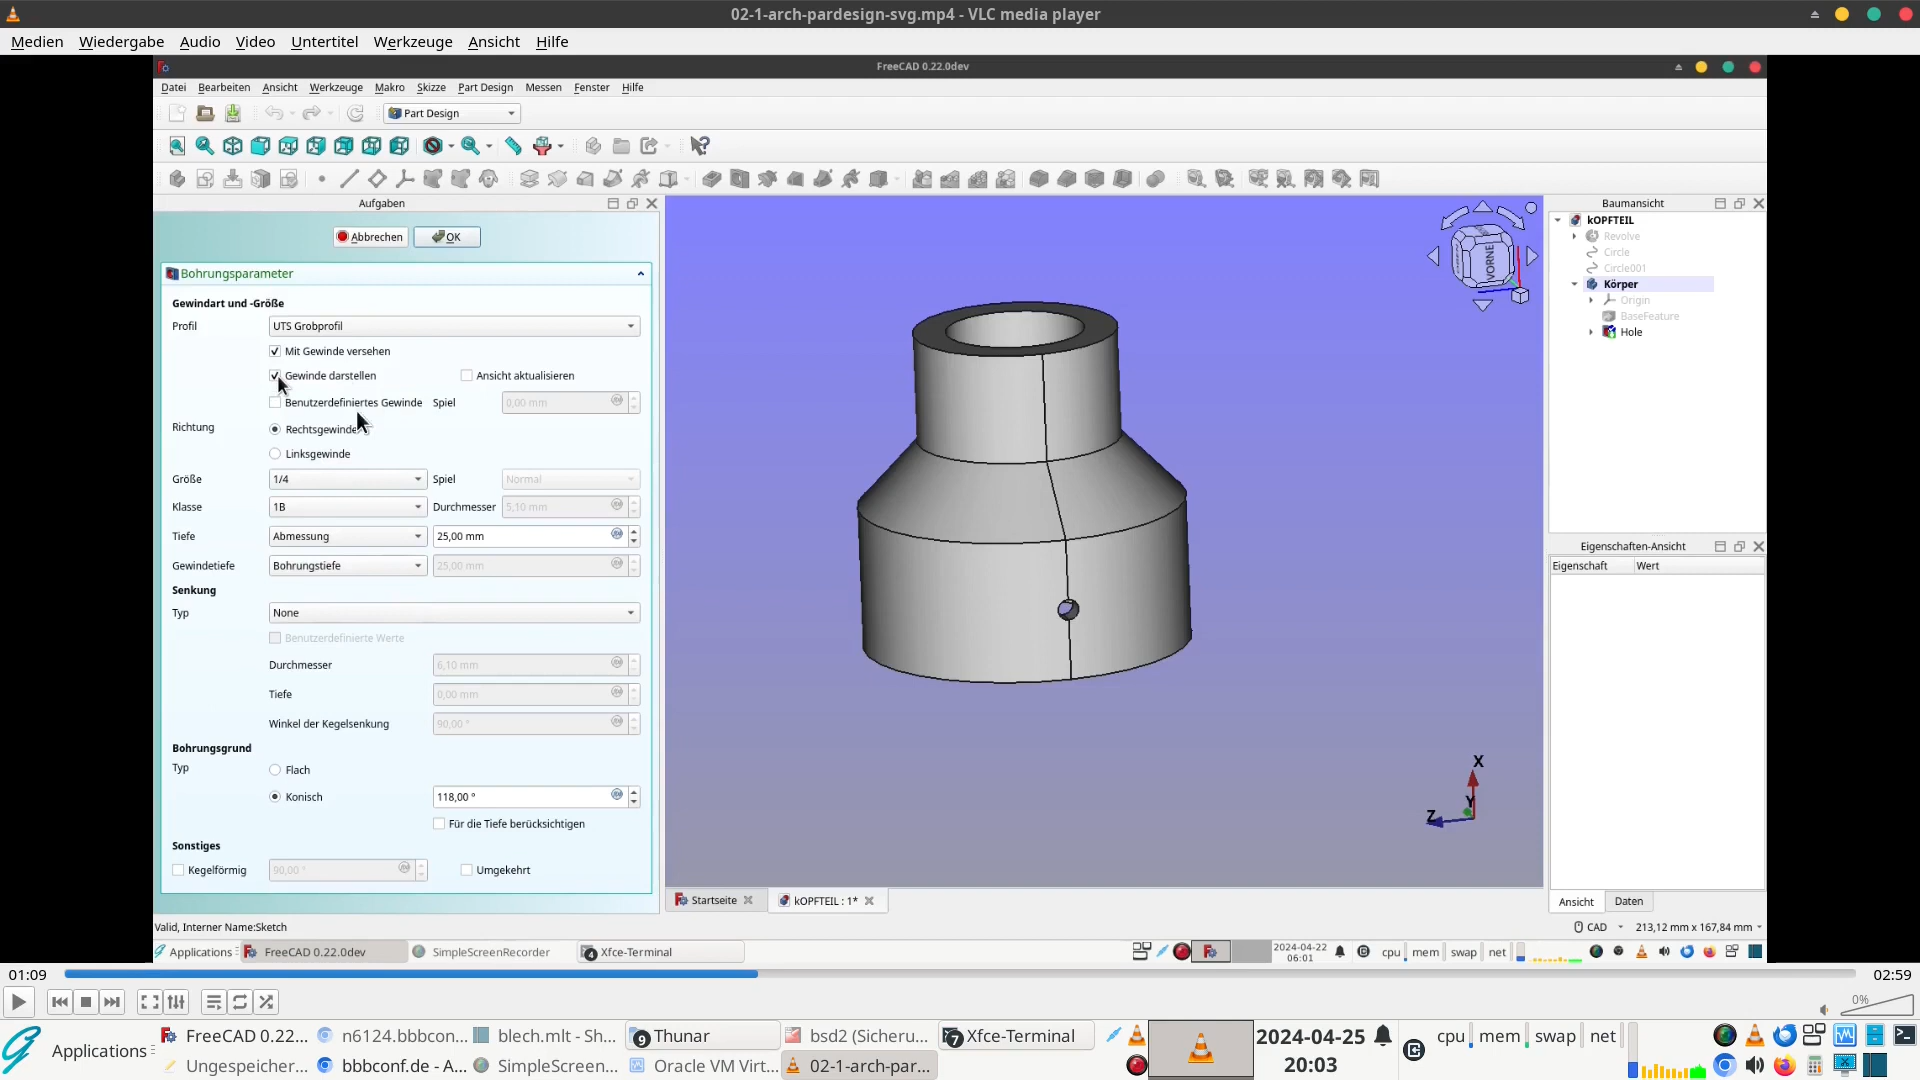 02-1-arch-pardesign-svg.mp4 - VLC media player
Medien Wiedergabe Audio Video Untertitel Werkzeuge Ansicht Hilfe
FreeCAD 0.22.0dev
Datei Bearbeiten Ansicht Werkzeuge Makro Skizze Part Design Messen Fenster Hilfe
Part Design
Aufgaben
Abbrechen OK
Bohrungsparameter
Gewindart und -Größe
Profil UTS Grobprofil
Mit Gewinde versehen
Gewinde darstellen Ansicht aktualisieren
Benutzerdefiniertes Gewinde Spiel 0,00 mm
Richtung Rechtsgewinde
Linksgewinde
Größe 1/4 Spiel Normal
Klasse 1B Durchmesser 5,10 mm
Tiefe Abmessung 25,00 mm
Gewindetiefe Bohrungstiefe 25,00 mm
Senkung
Typ None
Benutzerdefinierte Werte
Durchmesser 6,10 mm
Tiefe 0,00 mm
Winkel der Kegelsenkung 90,00 °
Bohrungsgrund
Typ Flach
Konisch 118,00 °
Für die Tiefe berücksichtigen
Sonstiges
Kegelförmig 90,00 ° Umgekehrt
VORNE
X
Y
Z
Startseite kOPFTEIL : 1*
Baumansicht
kOPFTEIL
Revolve
Circle
Circle001
Körper
Origin
BaseFeature
Hole
Eigenschaften-Ansicht
Eigenschaft Wert
Ansicht Daten
Valid, Interner Name:Sketch
CAD 213,12 mm x 167,84 mm
Applications FreeCAD 0.22.0dev SimpleScreenRecorder 4 Xfce-Terminal
2024-04-22
06:01
cpu mem swap net
01:09 02:59
0%
Applications
FreeCAD 0.22... n6124.bbbcon... blech.mlt - Sh... 9 Thunar bsd2 (Sicheru... 7 Xfce-Terminal
Ungespeicher... bbbconf.de - A... SimpleScreen... Oracle VM Virt... 02-1-arch-par...
2024-04-25
20:03
cpu mem swap net